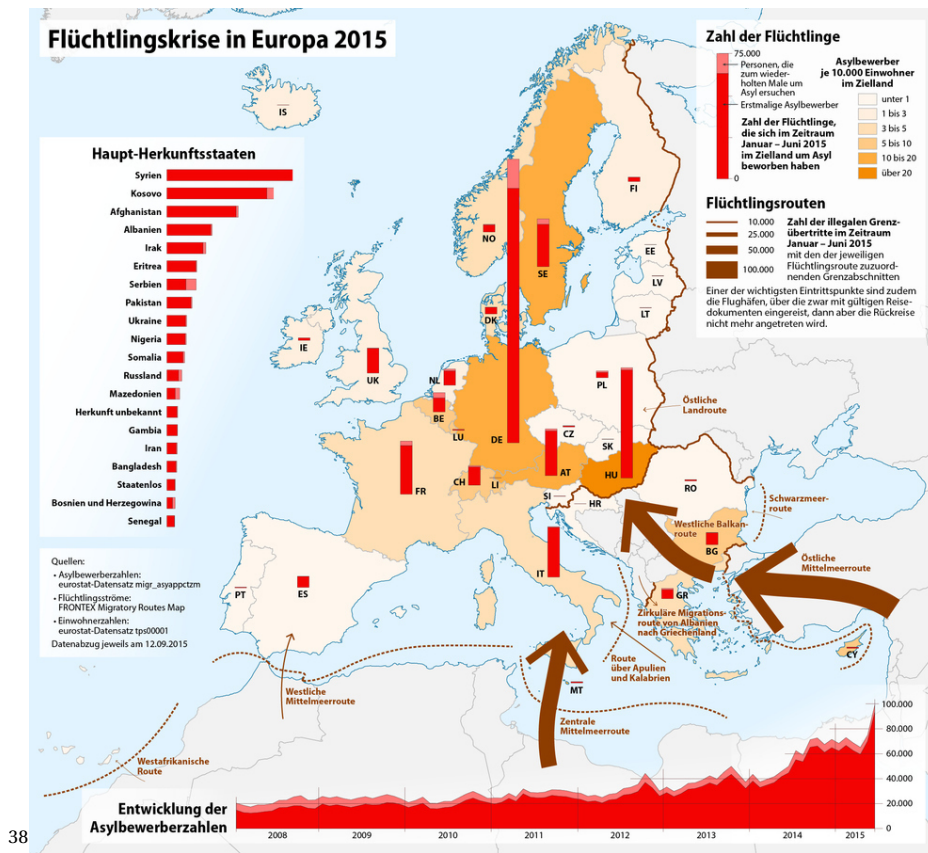 Flüchtlingskrise in Europa 2015
Zahl der Flüchtlinge
75.000
Personen, die
zum wieder-
holten Male um
Asyl ersuchen
Erstmalige Asylbewerber
Zahl der Flüchtlinge,
die sich im Zeitraum
Januar – Juni 2015
im Zielland um Asyl
beworben haben
0
Asylbewerber
je 10.000 Einwohner
im Zielland
unter 1
1 bis 3
3 bis 5
5 bis 10
10 bis 20
über 20
Flüchtlingsrouten
10.000
25.000
50.000
100.000
Zahl der illegalen Grenz-
übertritte im Zeitraum
Januar – Juni 2015
mit den der jeweiligen
Flüchtlingsroute zuzuord-
nenden Grenzabschnitten
Einer der wichtigsten Eintrittspunkte sind zudem
die Flughäfen, über die zwar mit gültigen Reise-
dokumenten eingereist, dann aber die Rückreise
nicht mehr angetreten wird.
Haupt-Herkunftsstaaten
Syrien
Kosovo
Afghanistan
Albanien
Irak
Eritrea
Serbien
Pakistan
Ukraine
Nigeria
Somalia
Russland
Mazedonien
Herkunft unbekannt
Gambia
Iran
Bangladesh
Staatenlos
Bosnien und Herzegowina
Senegal
Quellen:
• Asylbewerberzahlen:
eurostat-Datensatz migr_asyappctzm
• Flüchtlingsströme:
FRONTEX Migratory Routes Map
• Einwohnerzahlen:
eurostat-Datensatz tps00001
Datenabzug jeweils am 12.09.2015
IS
NO
SE
FI
EE
LV
LT
DK
IE
UK
NL
BE
LU
DE
PL
CZ
SK
AT
HU
FR
CH
LI
SI
HR
RO
BG
IT
PT
ES
GR
MT
CY
Östliche
Landroute
Schwarzmeer-
route
Westliche Balkan-
route
Östliche
Mittelmeerroute
Zirkuläre Migrations-
route von Albanien
nach Griechenland
Route
über Apulien
und Kalabrien
Zentrale
Mittelmeerroute
Westliche
Mittelmeerroute
Westafrikanische
Route
Entwicklung der
Asylbewerberzahlen
100.000
80.000
60.000
40.000
20.000
0
2008
2009
2010
2011
2012
2013
2014
2015
38